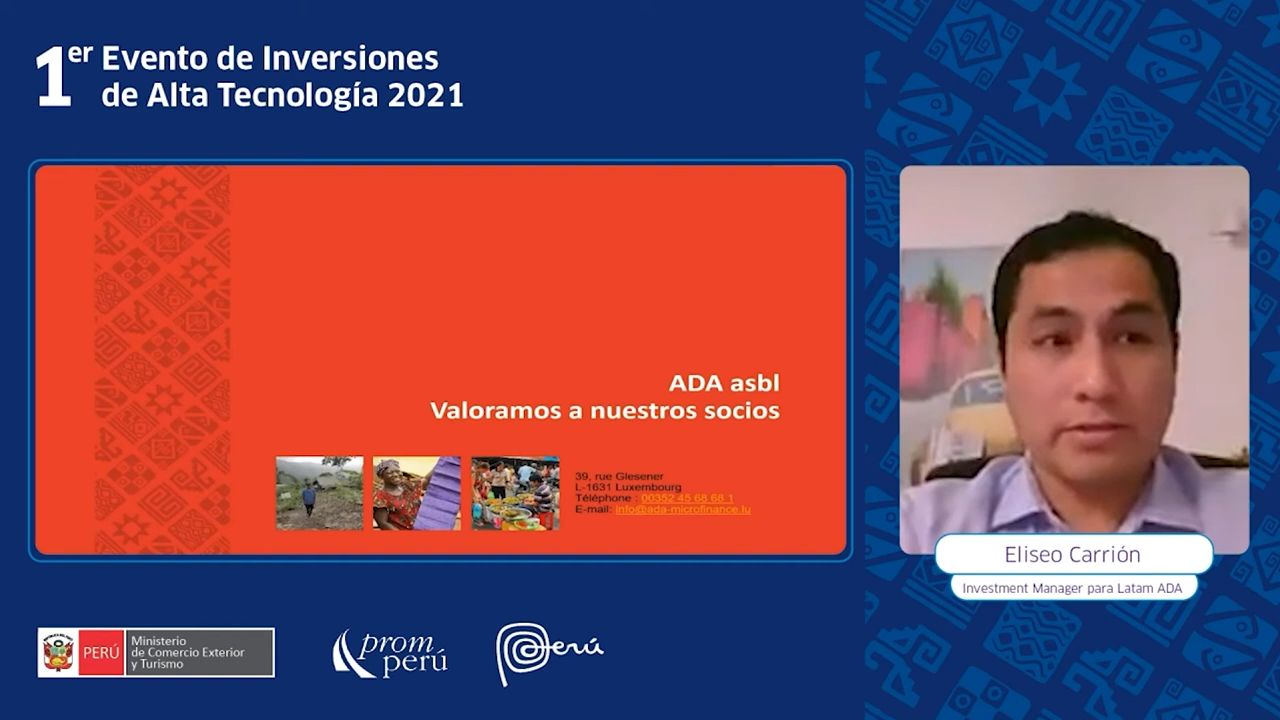 1er Evento de Inversiones
de Alta Tecnología 2021
ADA asbl
Valoramos a nuestros socios
39, rue Glesener
L-1631 Luxembourg
Téléphone : 00352 45 68 68 1
E-mail: info@ada-microfinance.lu
Eliseo Carrión
Investment Manager para Latam ADA
PERÚ
Ministerio
de Comercio Exterior
y Turismo
prom
perú
Perú